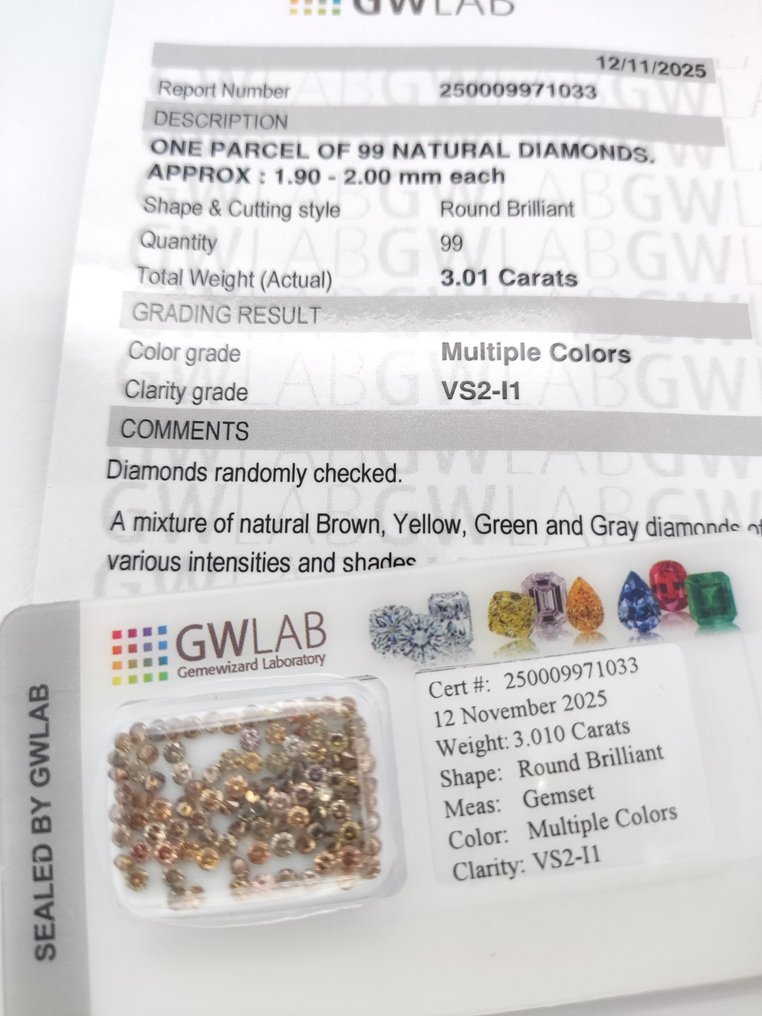 GWLAB
12/11/2025
Report Number 250009971033
DESCRIPTION
ONE PARCEL OF 99 NATURAL DIAMONDS.
APPROX : 1.90 - 2.00 mm each
Shape & Cutting style Round Brilliant
Quantity 99
Total Weight (Actual) 3.01 Carats
GRADING RESULT
Color grade Multiple Colors
Clarity grade VS2-I1
COMMENTS
Diamonds randomly checked.
A mixture of natural Brown, Yellow, Green and Gray diamonds of
various intensities and shades
GWLAB
Gemewizard Laboratory
SEALED BY GWLAB
Cert #: 250009971033
12 November 2025
Weight: 3.010 Carats
Shape: Round Brilliant
Meas: Gemset
Color: Multiple Colors
Clarity: VS2-I1